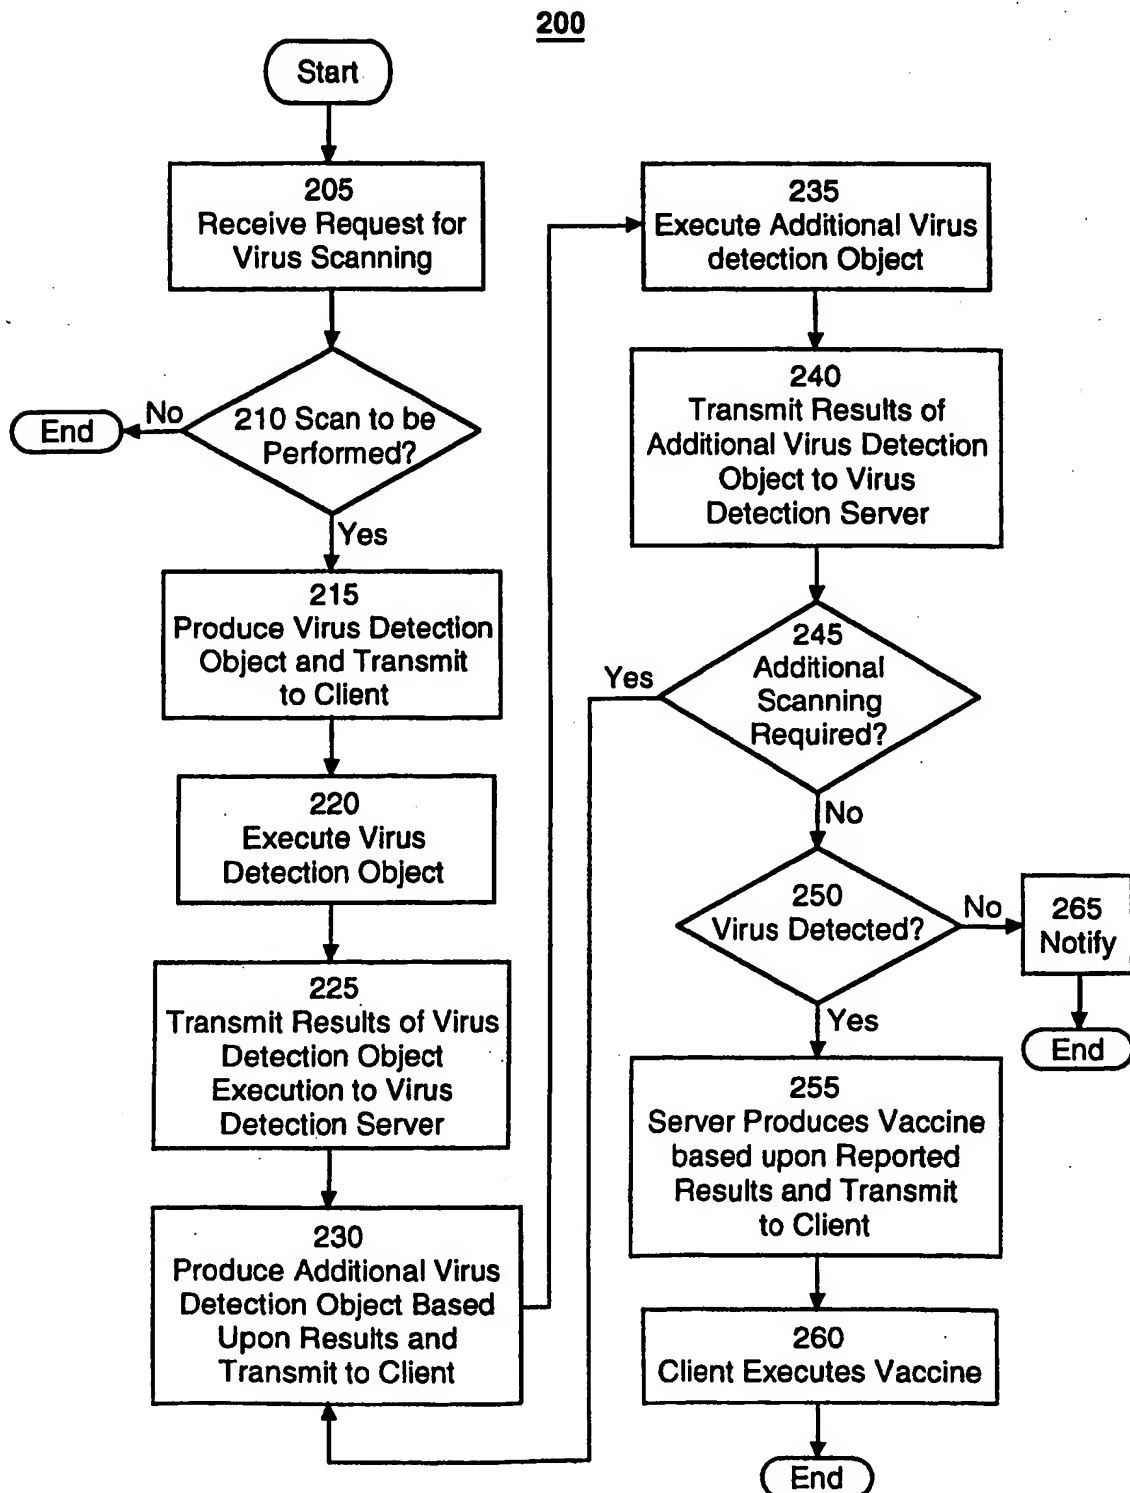 200
Start
205
Receive Request for
Virus Scanning
210 Scan to be
Performed?
No
End
Yes
215
Produce Virus Detection
Object and Transmit
to Client
220
Execute Virus
Detection Object
225
Transmit Results of Virus
Detection Object
Execution to Virus
Detection Server
230
Produce Additional Virus
Detection Object Based
Upon Results and
Transmit to Client
235
Execute Additional Virus
detection Object
240
Transmit Results of
Additional Virus Detection
Object to Virus
Detection Server
245
Additional
Scanning
Required?
Yes
No
250
Virus Detected?
No
265
Notify
End
Yes
255
Server Produces Vaccine
based upon Reported
Results and Transmit
to Client
260
Client Executes Vaccine
End